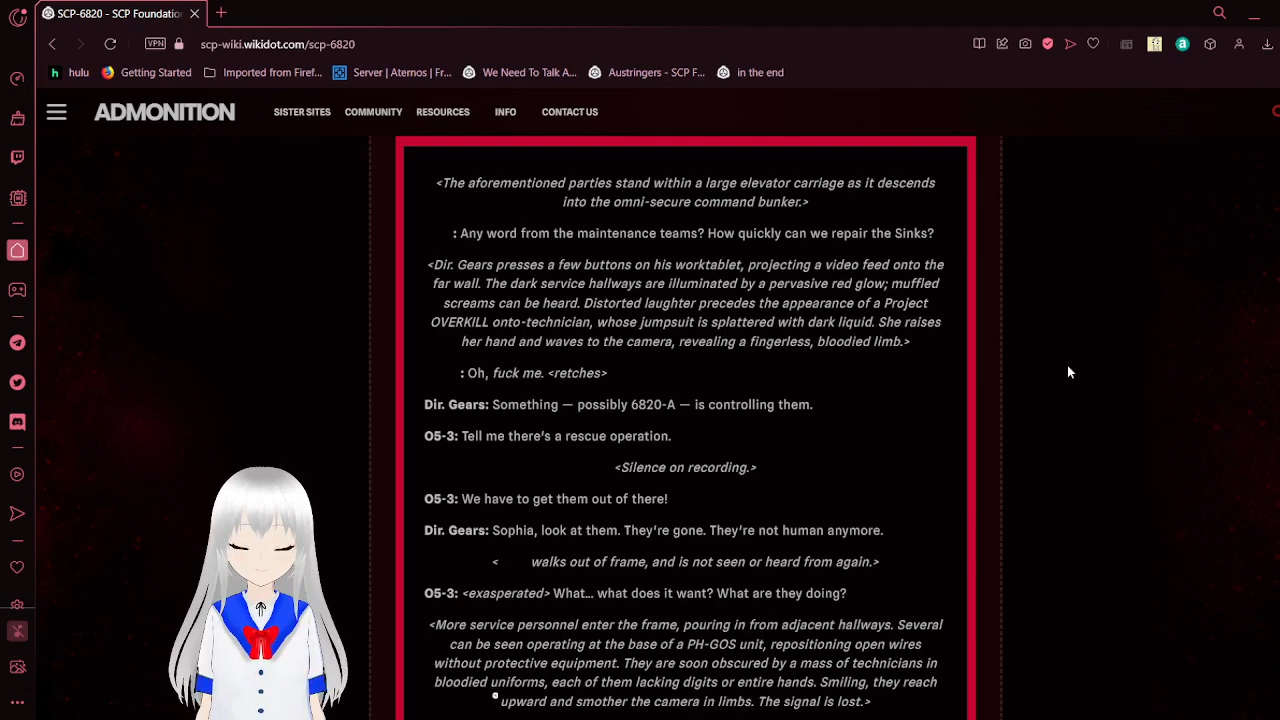 SCP-6820 - SCP Foundatio
scp-wiki.wikidot.com/scp-6820
VPN
h hulu Getting Started Imported from Firef... Server | Aternos | Fr... We Need To Talk A... Austringers - SCP F... in the end
ADMONITION SISTER SITES COMMUNITY RESOURCES INFO CONTACT US
<The aforementioned parties stand within a large elevator carriage as it descends
into the omni-secure command bunker.>
: Any word from the maintenance teams? How quickly can we repair the Sinks?
<Dir. Gears presses a few buttons on his worktablet, projecting a video feed onto the
far wall. The dark service hallways are illuminated by a pervasive red glow; muffled
screams can be heard. Distorted laughter precedes the appearance of a Project
OVERKILL onto-technician, whose jumpsuit is splattered with dark liquid. She raises
her hand and waves to the camera, revealing a fingerless, bloodied limb.>
: Oh, fuck me. <retches>
Dir. Gears: Something — possibly 6820-A — is controlling them.
O5-3: Tell me there's a rescue operation.
<Silence on recording.>
O5-3: We have to get them out of there!
Dir. Gears: Sophia, look at them. They're gone. They're not human anymore.
< walks out of frame, and is not seen or heard from again.>
O5-3: <exasperated> What... what does it want? What are they doing?
<More service personnel enter the frame, pouring in from adjacent hallways. Several
can be seen operating at the base of a PH-GOS unit, repositioning open wires
without protective equipment. They are soon obscured by a mass of technicians in
bloodied uniforms, each of them lacking digits or entire hands. Smiling, they reach
upward and smother the camera in limbs. The signal is lost.>